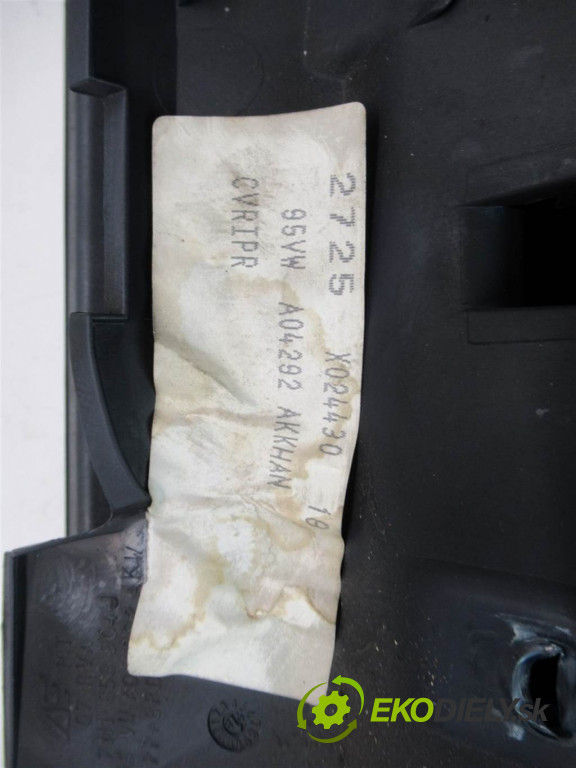 2725 X024430 10
95VW A04292 AKKHAN
CVRIPR
EKODIELY.sk